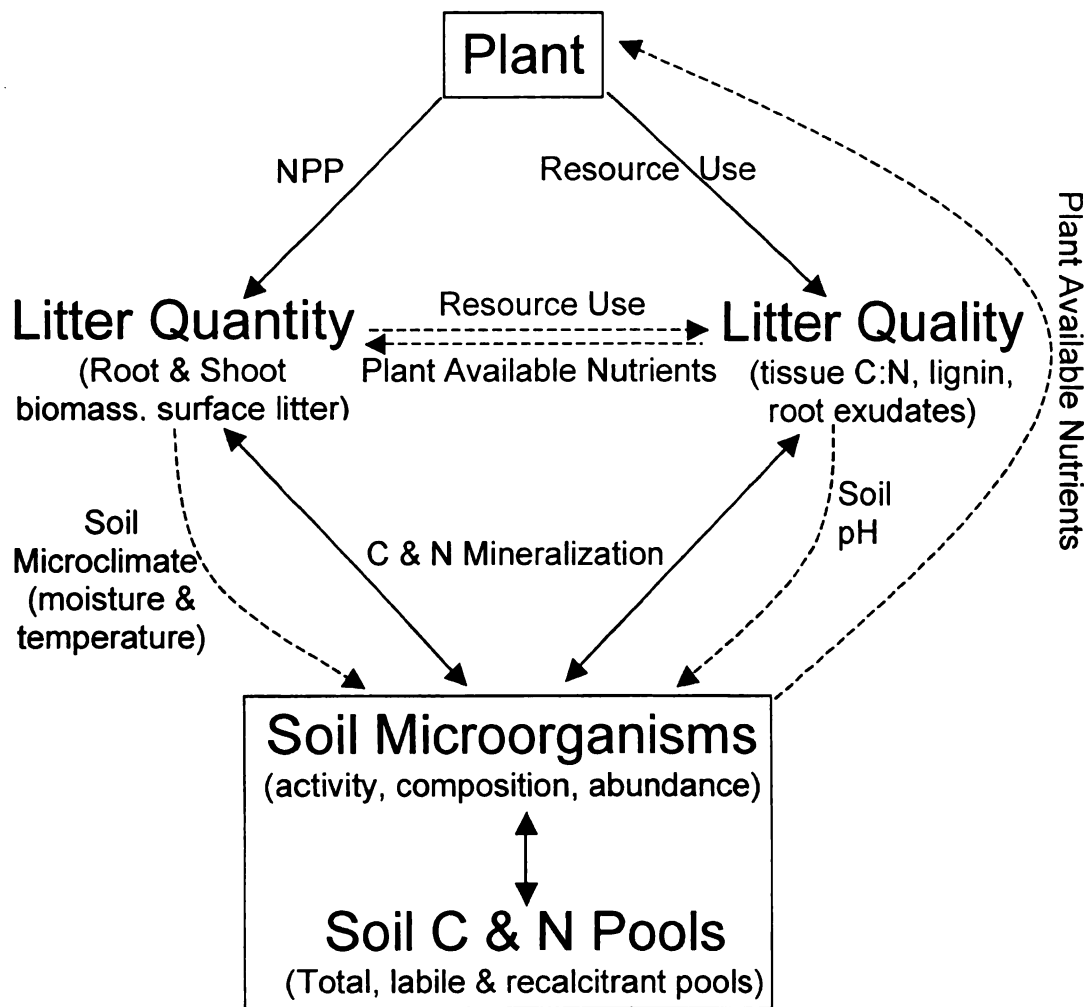 Plant
NPP
Resource Use
Plant Available Nutrients
Litter Quantity
(Root & Shoot
biomass. surface litter)
Resource Use
Plant Available Nutrients
Litter Quality
(tissue C:N, lignin,
root exudates)
Soil
Microclimate
(moisture &
temperature)
C & N Mineralization
Soil
pH
Soil Microorganisms
(activity, composition, abundance)
Soil C & N Pools
(Total, labile & recalcitrant pools)